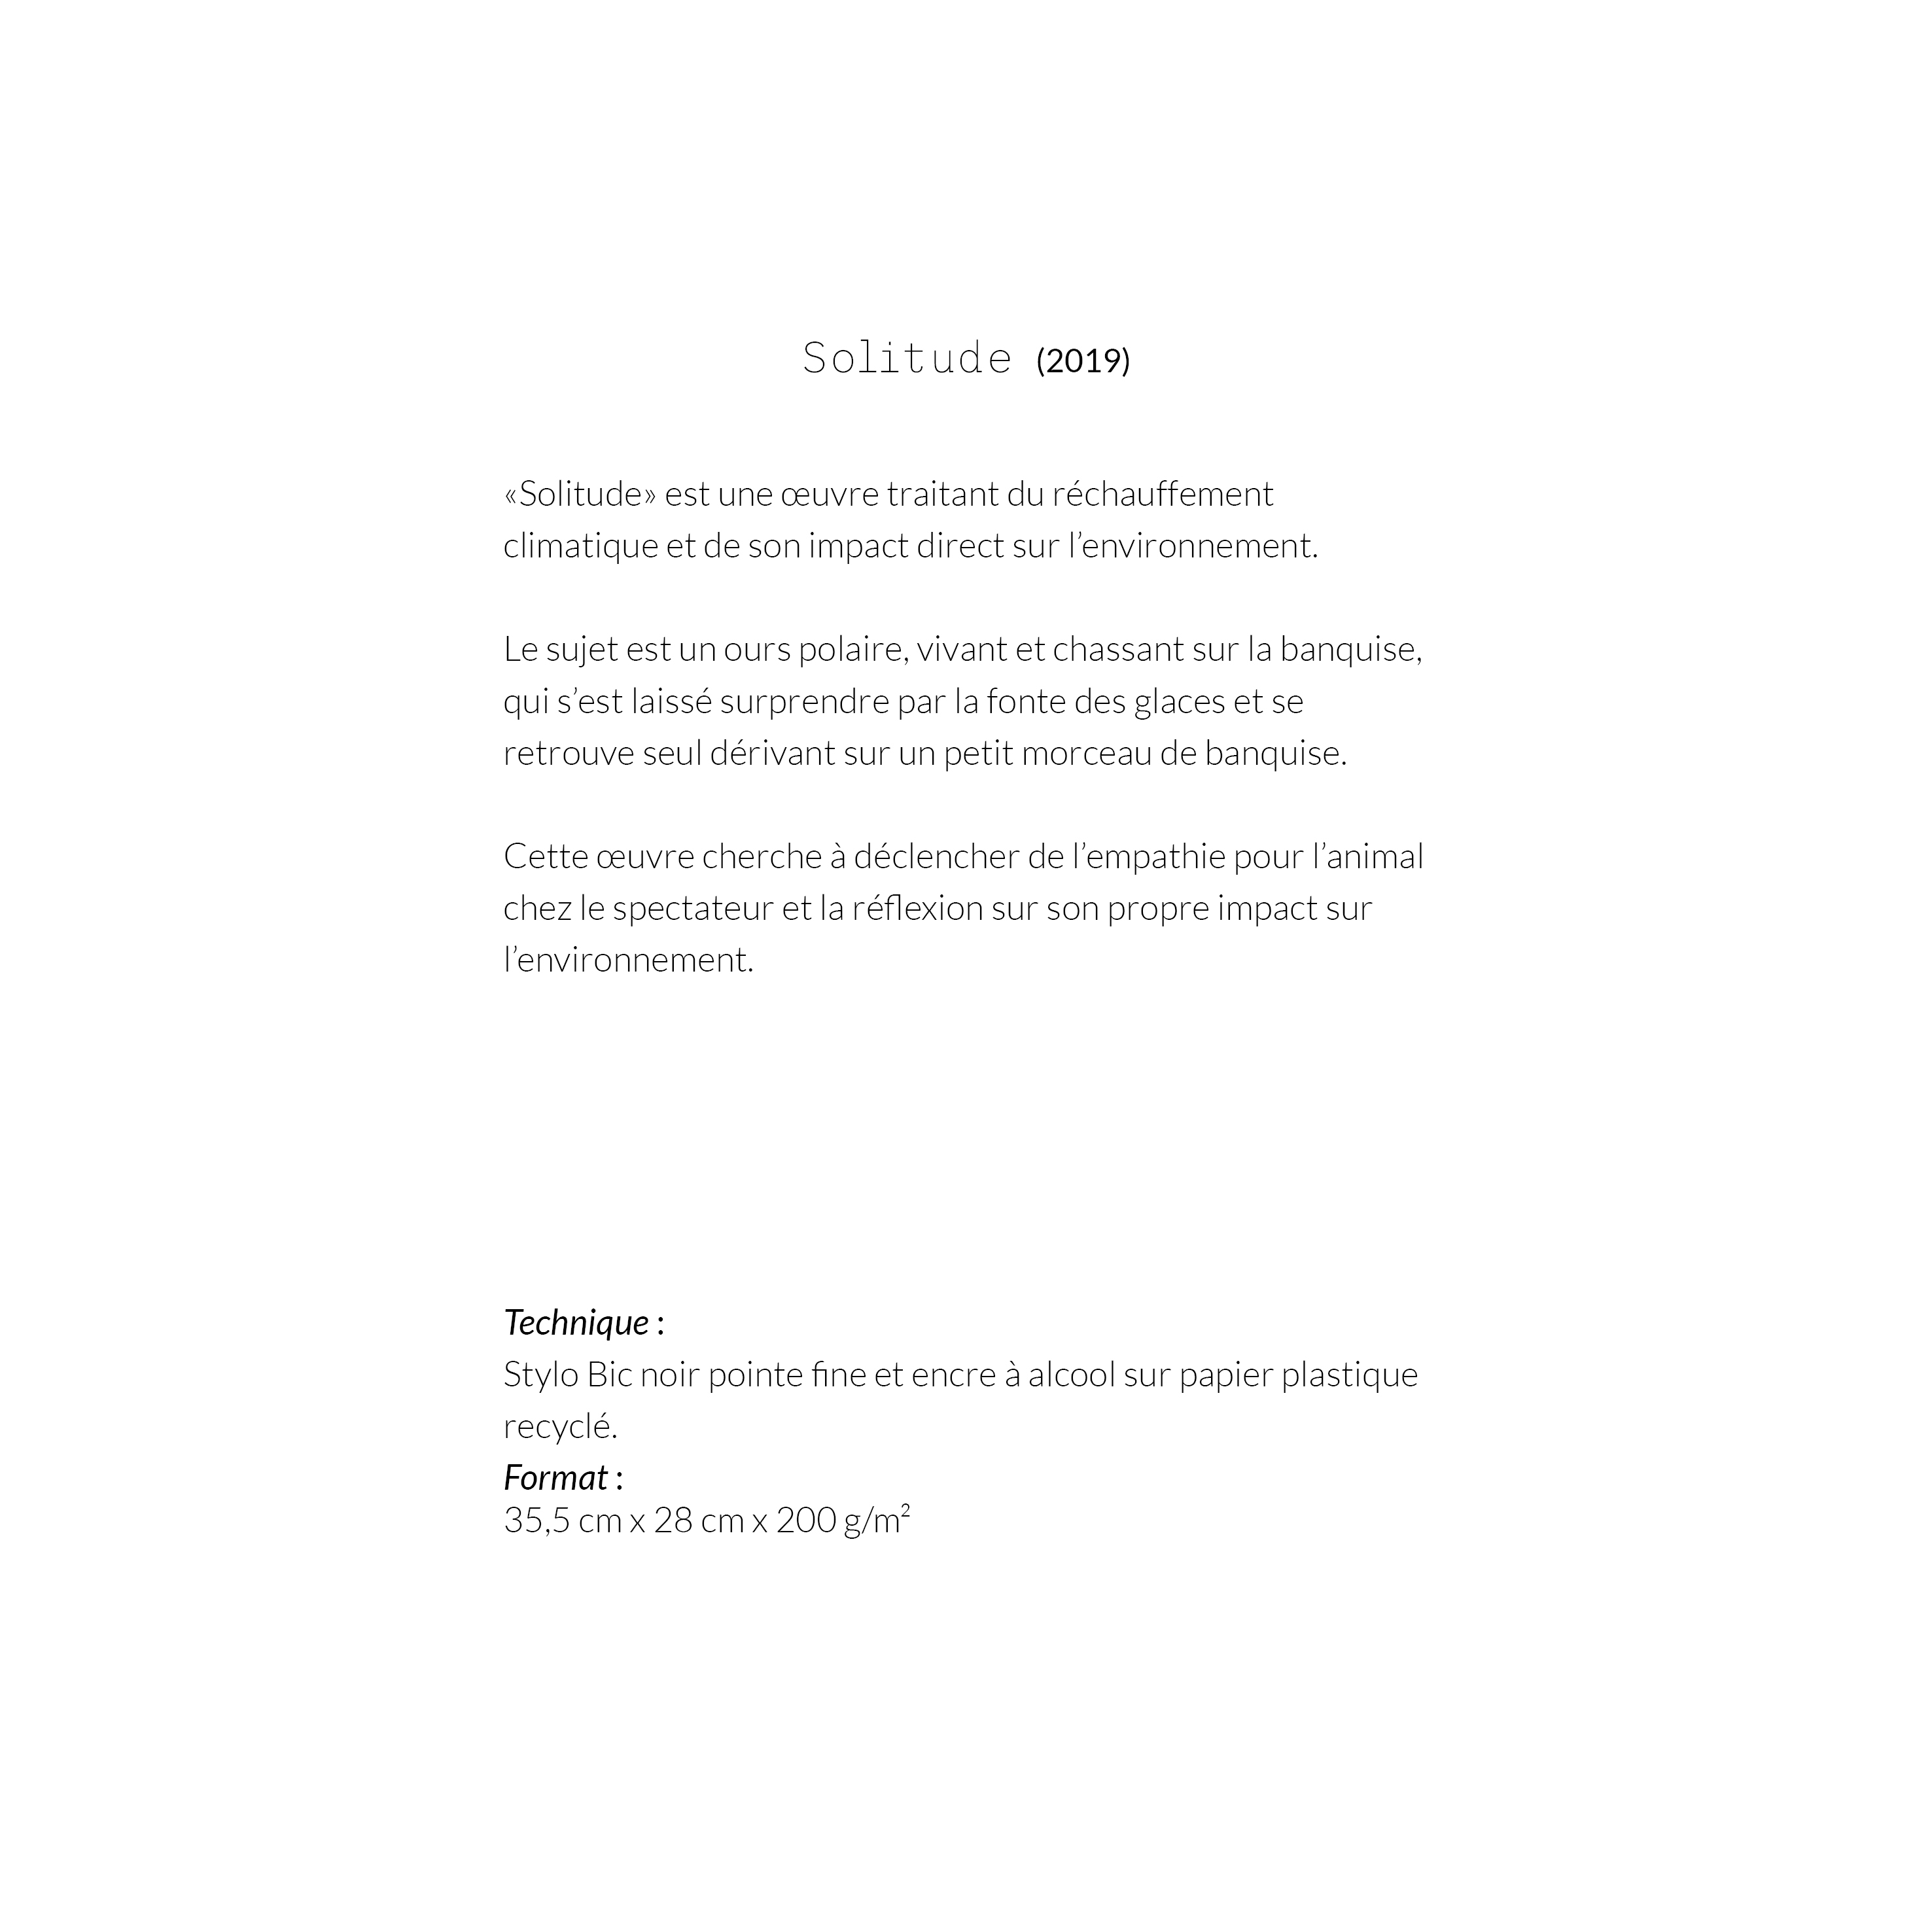 Solitude (2019)
«Solitude» est une œuvre traitant du réchauffement
climatique et de son impact direct sur l’environnement.
Le sujet est un ours polaire, vivant et chassant sur la banquise,
qui s’est laissé surprendre par la fonte des glaces et se
retrouve seul dérivant sur un petit morceau de banquise.
Cette œuvre cherche à déclencher de l’empathie pour l’animal
chez le spectateur et la réflexion sur son propre impact sur
l’environnement.
Technique :
Stylo Bic noir pointe fine et encre à alcool sur papier plastique
recyclé.
Format :
35,5 cm x 28 cm x 200 g/m²